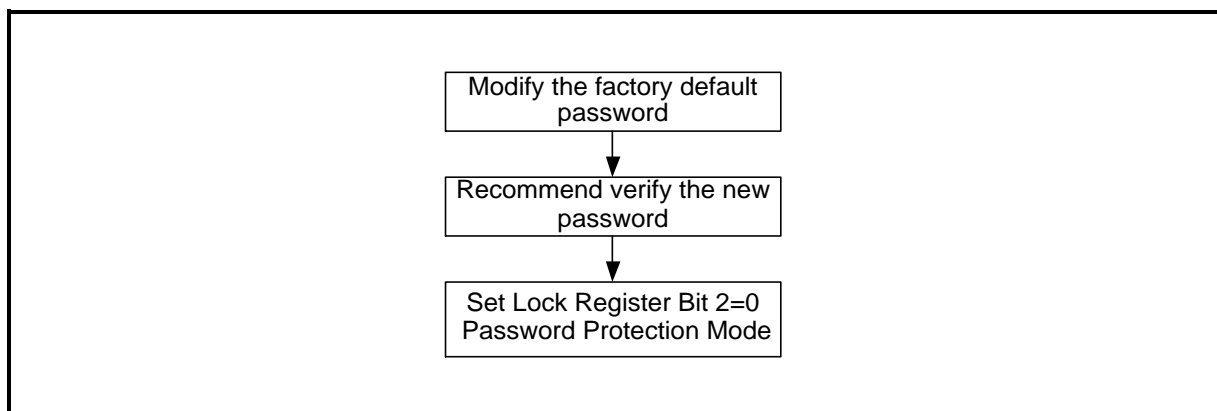 Modify the factory default
password
Recommend verify the new
password
Set Lock Register Bit 2=0
Password Protection Mode